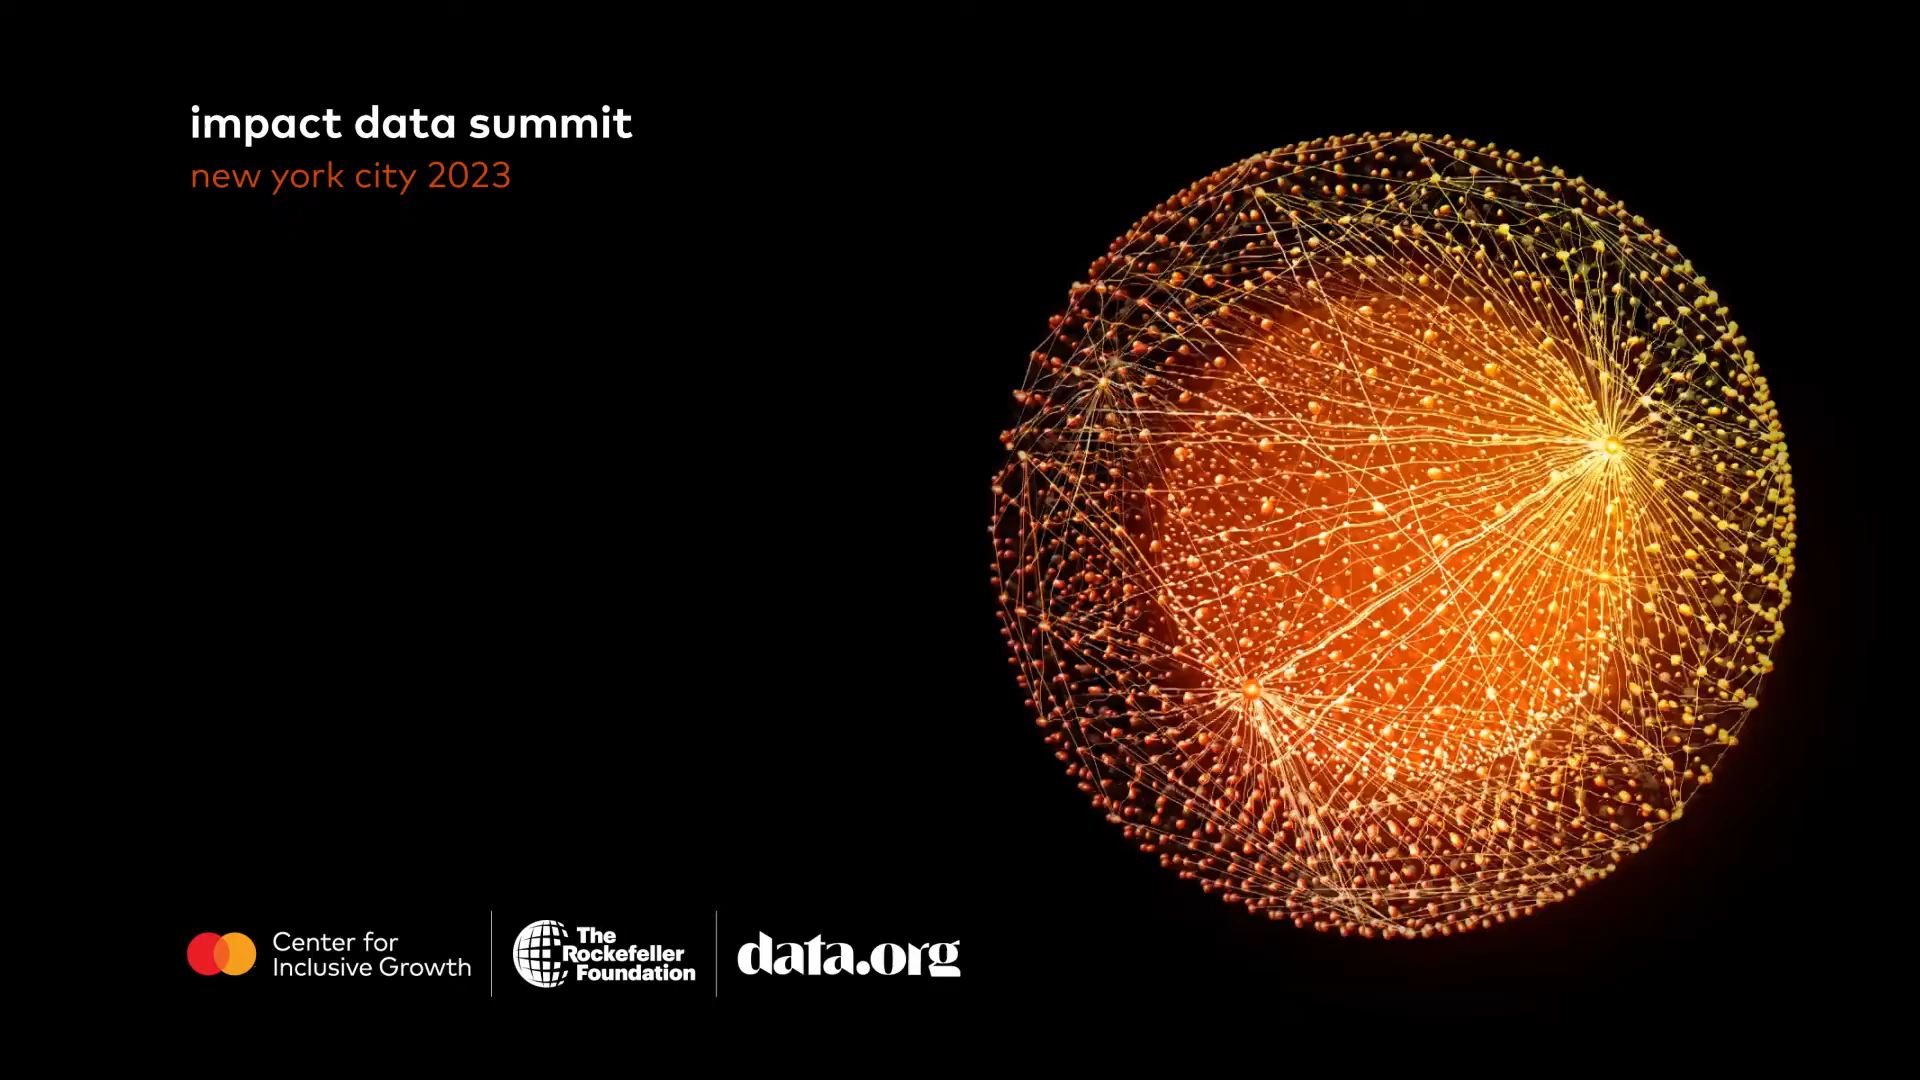 impact data summit
new york city 2023
Center for
Inclusive Growth
The
Rockefeller
Foundation
data.org